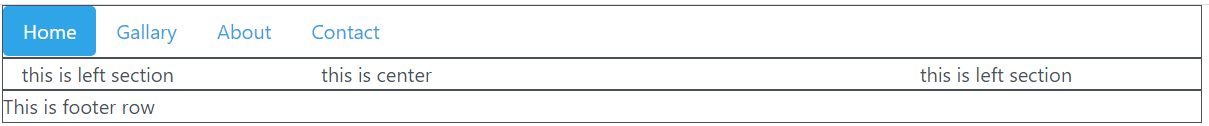 Home Gallary About Contact
this is left section this is center this is left section
This is footer row